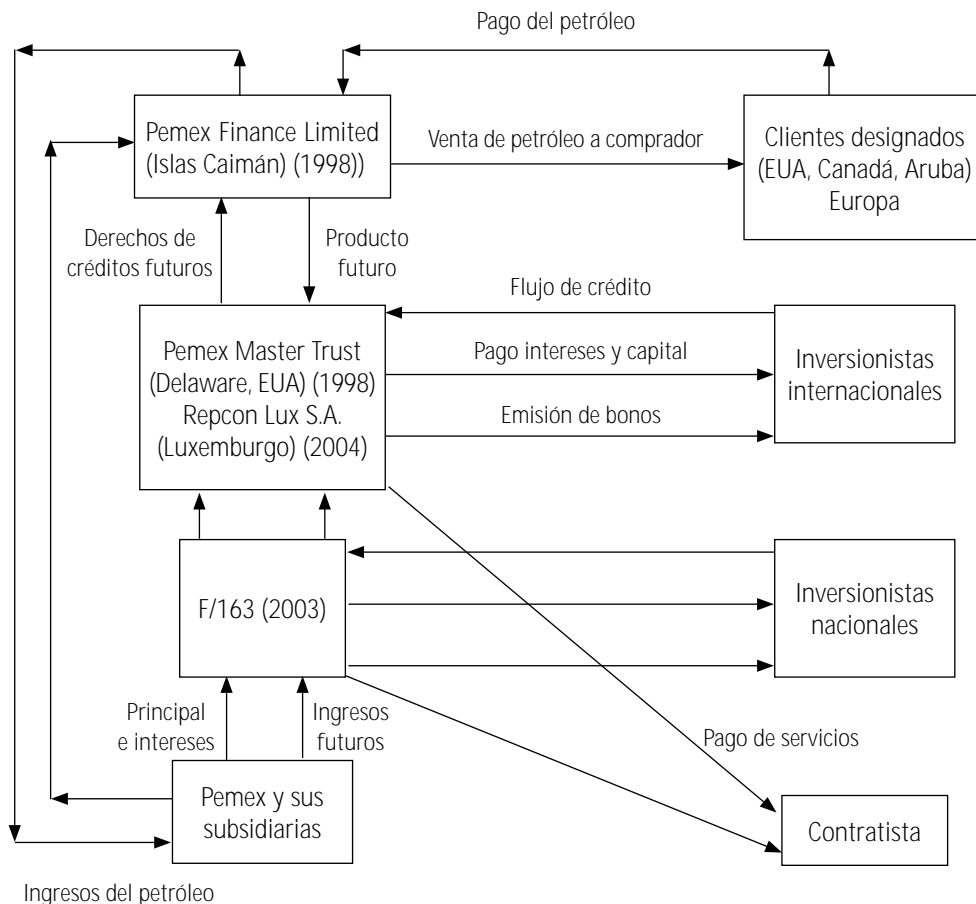 Pago del petróleo
Pemex Finance Limited
(Islas Caimán) (1998))
Venta de petróleo a comprador
Clientes designados
(EUA, Canadá, Aruba)
Europa
Derechos de
créditos futuros
Producto
futuro
Flujo de crédito
Pemex Master Trust
(Delaware, EUA) (1998)
Repcon Lux S.A.
(Luxemburgo) (2004)
Pago intereses y capital
Emisión de bonos
Inversionistas
internacionales
F/163 (2003)
Inversionistas
nacionales
Principal
e intereses
Ingresos
futuros
Pago de servicios
Pemex y sus
subsidiarias
Contratista
Ingresos del petróleo